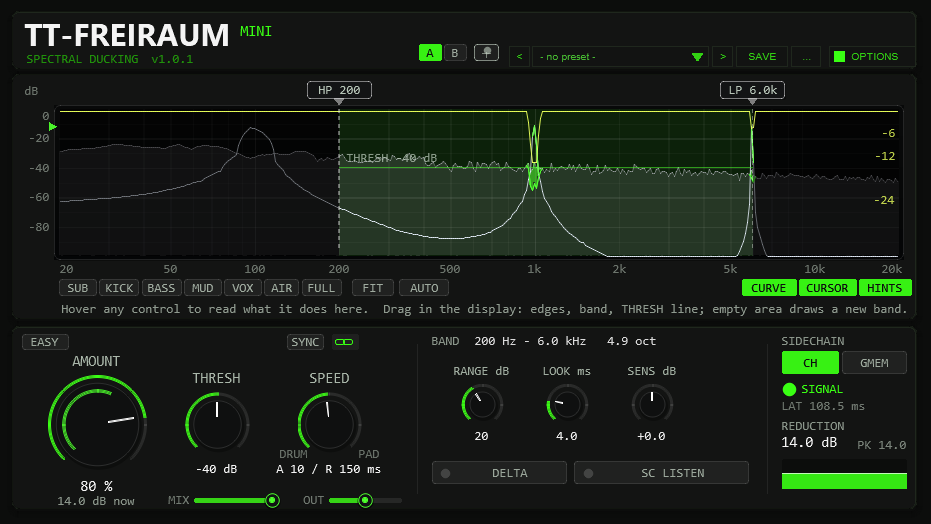 TT-FREIRAUM MINI
SPECTRAL DUCKING v1.0.1
A B < - no preset - > SAVE ... OPTIONS
dB HP 200 LP 6.0k
0
-20
-40
-60
-80
THRESH -40 dB
-6
-12
-24
20 50 100 200 500 1k 2k 5k 10k 20k
SUB KICK BASS MUD VOX AIR FULL FIT AUTO CURVE CURSOR HINTS
Hover any control to read what it does here. Drag in the display: edges, band, THRESH line; empty area draws a new band.
EASY SYNC
AMOUNT
80 %
14.0 dB now
THRESH
-40 dB
SPEED
DRUM PAD
A 10 / R 150 ms
MIX OUT
BAND 200 Hz - 6.0 kHz 4.9 oct
RANGE dB LOOK ms SENS dB
20 4.0 +0.0
DELTA SC LISTEN
SIDECHAIN
CH GMEM
SIGNAL
LAT 108.5 ms
REDUCTION
14.0 dB PK 14.0